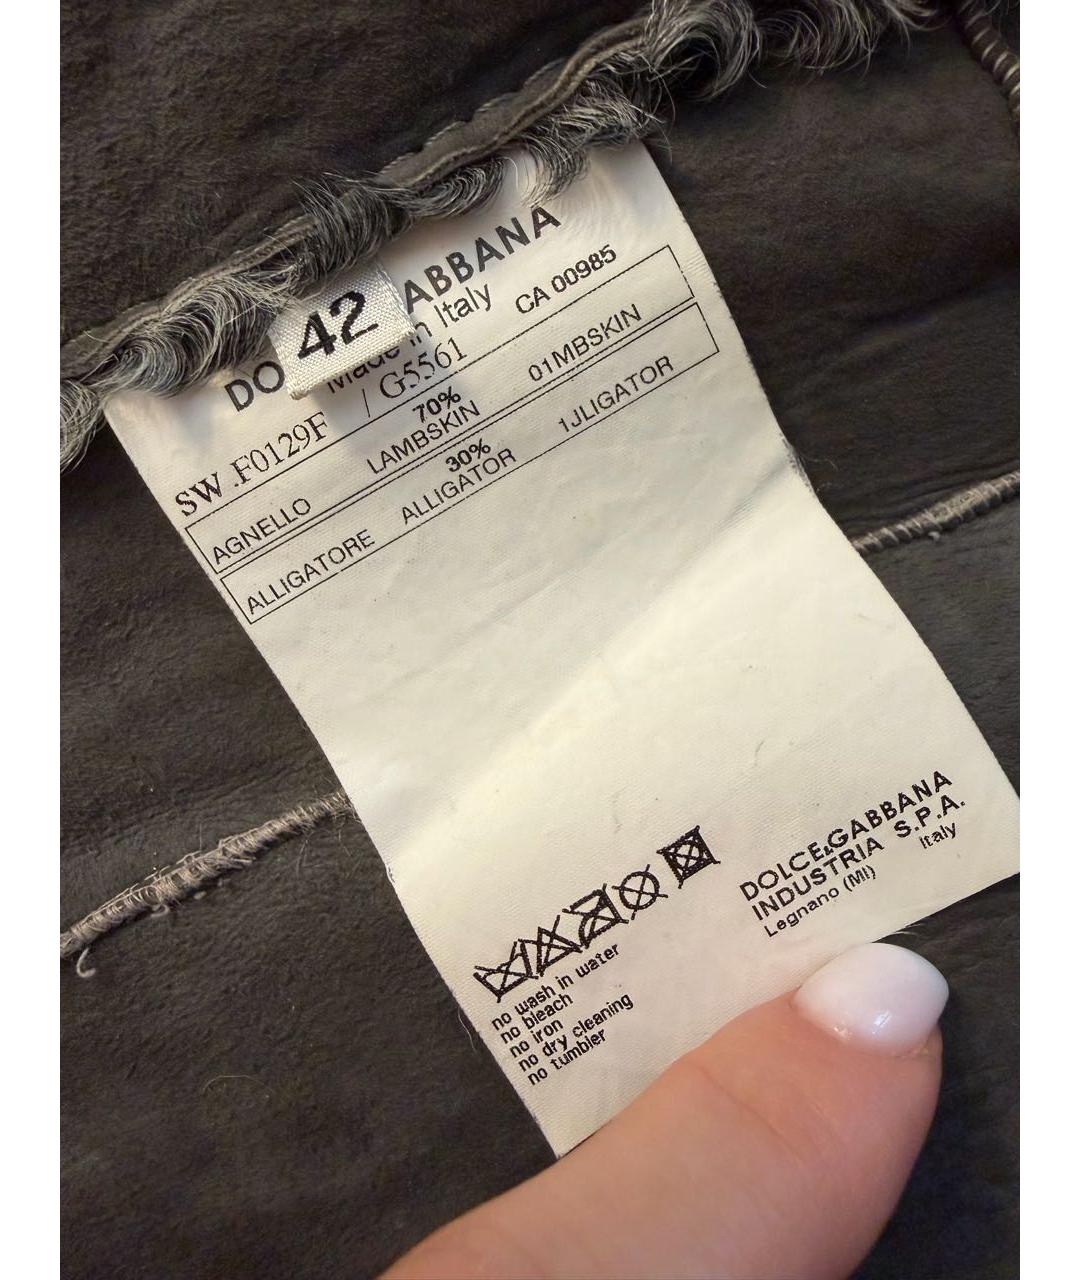 42
DO ABBANA
Made in Italy
SW .F0129F / G5561 CA 00985
70%
AGNELLO LAMBSKIN 01MBSKIN
30%
ALLIGATORE ALLIGATOR 1JLIGATOR
no wash in water
no bleach
no iron
no dry cleaning
no tumbler
DOLCE&GABBANA
INDUSTRIA S.P.A.
Legnano (MI) Italy